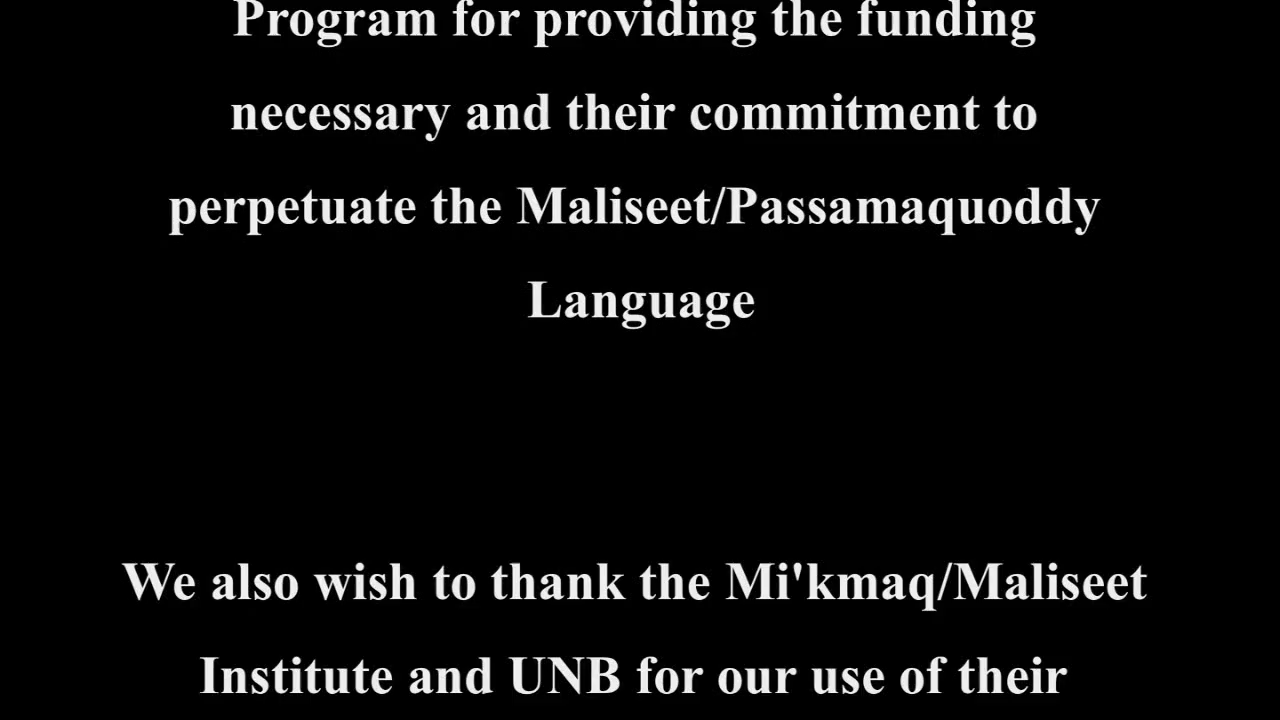 Program for providing the funding
necessary and their commitment to
perpetuate the Maliseet/Passamaquoddy
Language
We also wish to thank the Mi'kmaq/Maliseet
Institute and UNB for our use of their